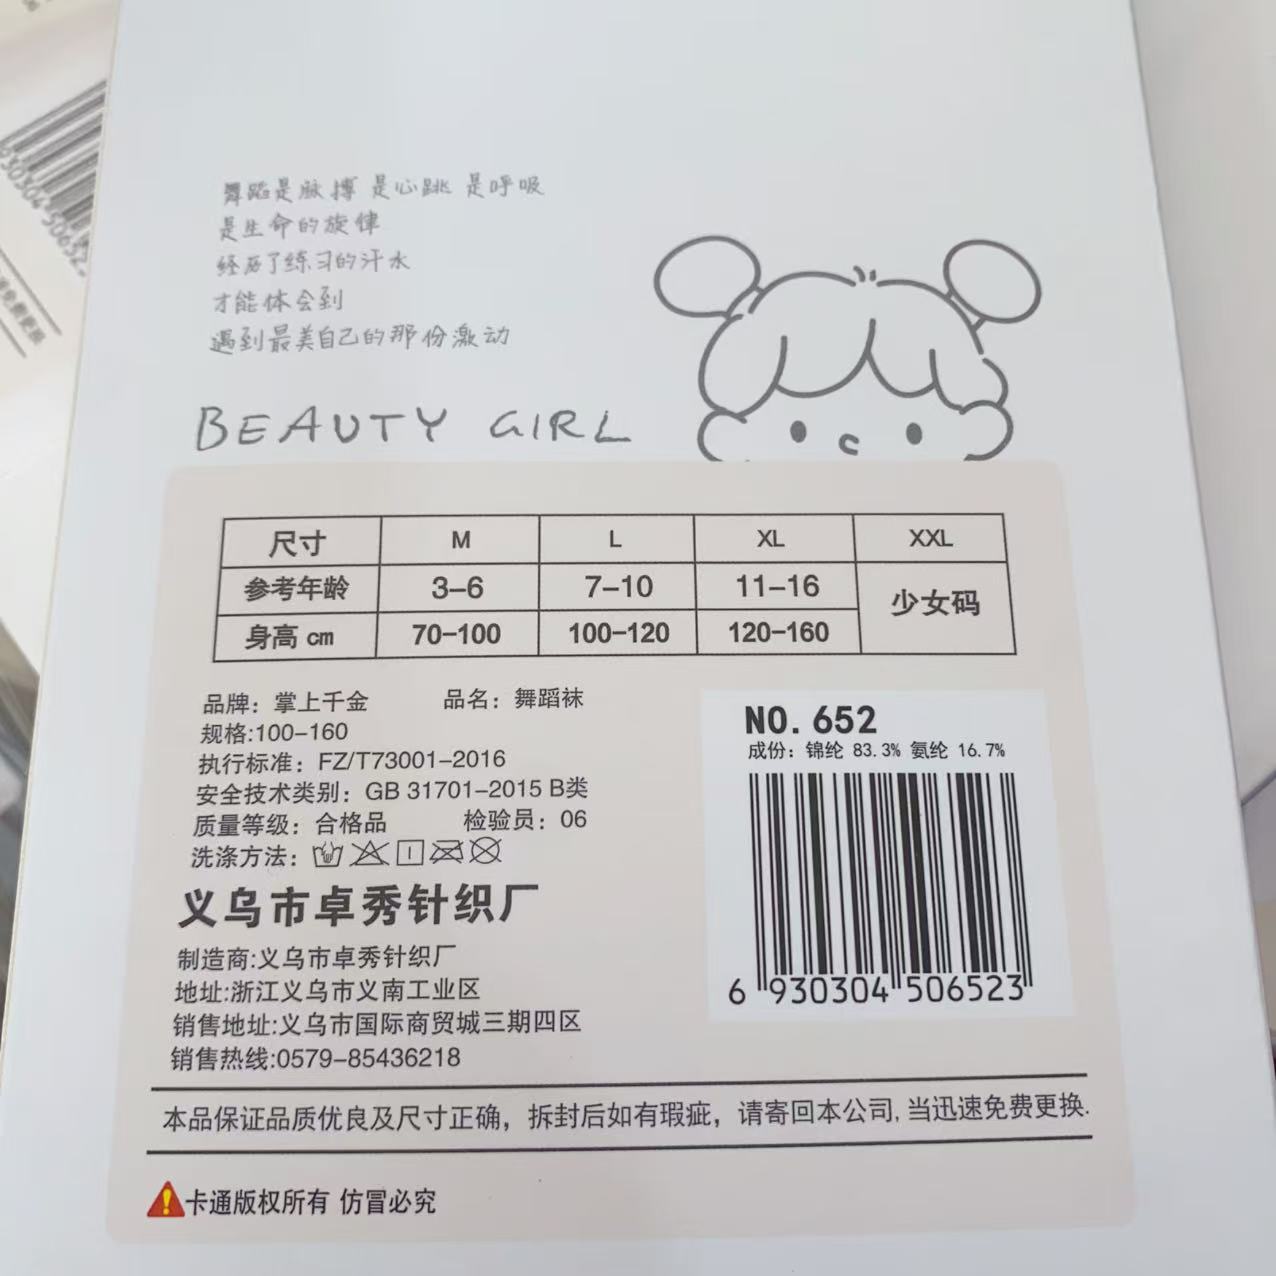 舞蹈是脉搏 是心跳 是呼吸
是生命的旋律
经历了练习的汗水
才能体会到
遇到最美自己的那份激动
BEAUTY GIRL
尺寸 M L XL XXL
参考年龄 3-6 7-10 11-16 少女码
身高 cm 70-100 100-120 120-160
品牌：掌上千金 品名：舞蹈袜
规格:100-160
执行标准：FZ/T73001-2016
安全技术类别：GB 31701-2015 B类
质量等级：合格品 检验员：06
洗涤方法：
NO. 652
成份：锦纶 83.3% 氨纶 16.7%
6 930304 506523
义乌市卓秀针织厂
制造商:义乌市卓秀针织厂
地址:浙江义乌市义南工业区
销售地址:义乌市国际商贸城三期四区
销售热线:0579-85436218
本品保证品质优良及尺寸正确，拆封后如有瑕疵，请寄回本公司,当迅速免费更换.
卡通版权所有 仿冒必究
930304 50652